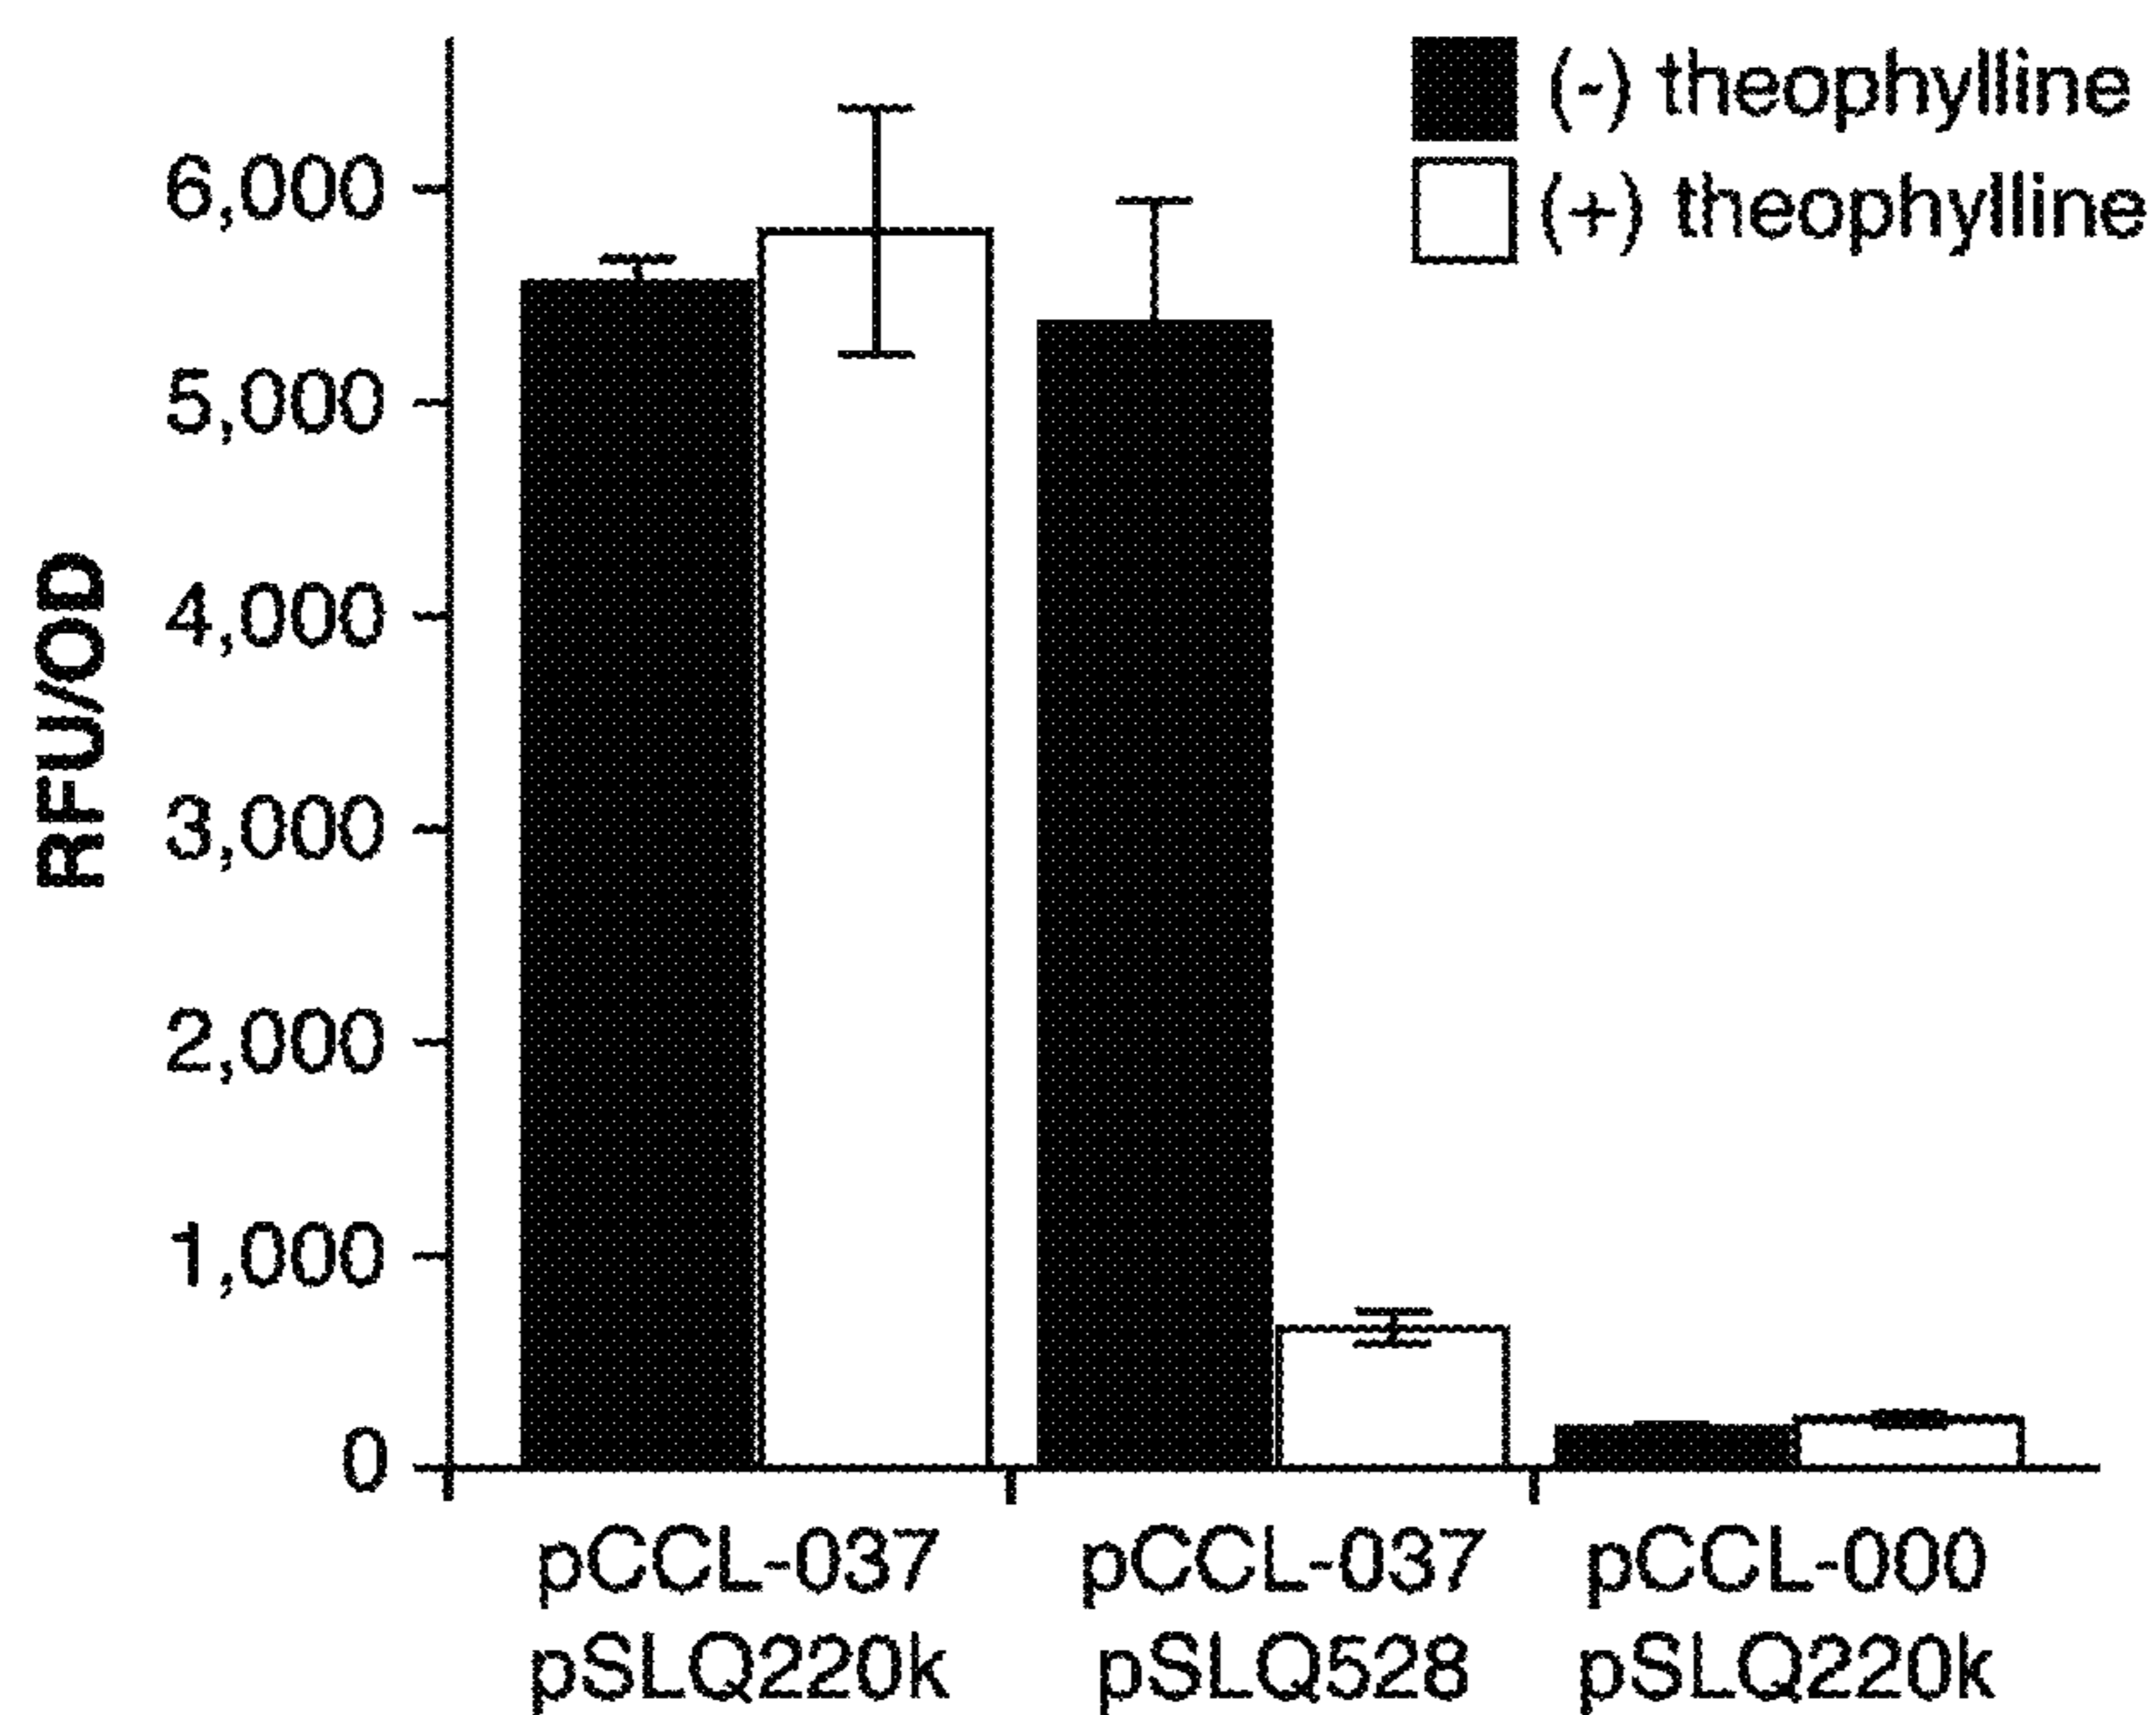 (-) theophylline
(+) theophylline
RFU/OD
6,000
5,000
4,000
3,000
2,000
1,000
0
pCCL-037 pCCL-037 pCCL-000
pSLQ220k pSLQ528 pSLQ220k